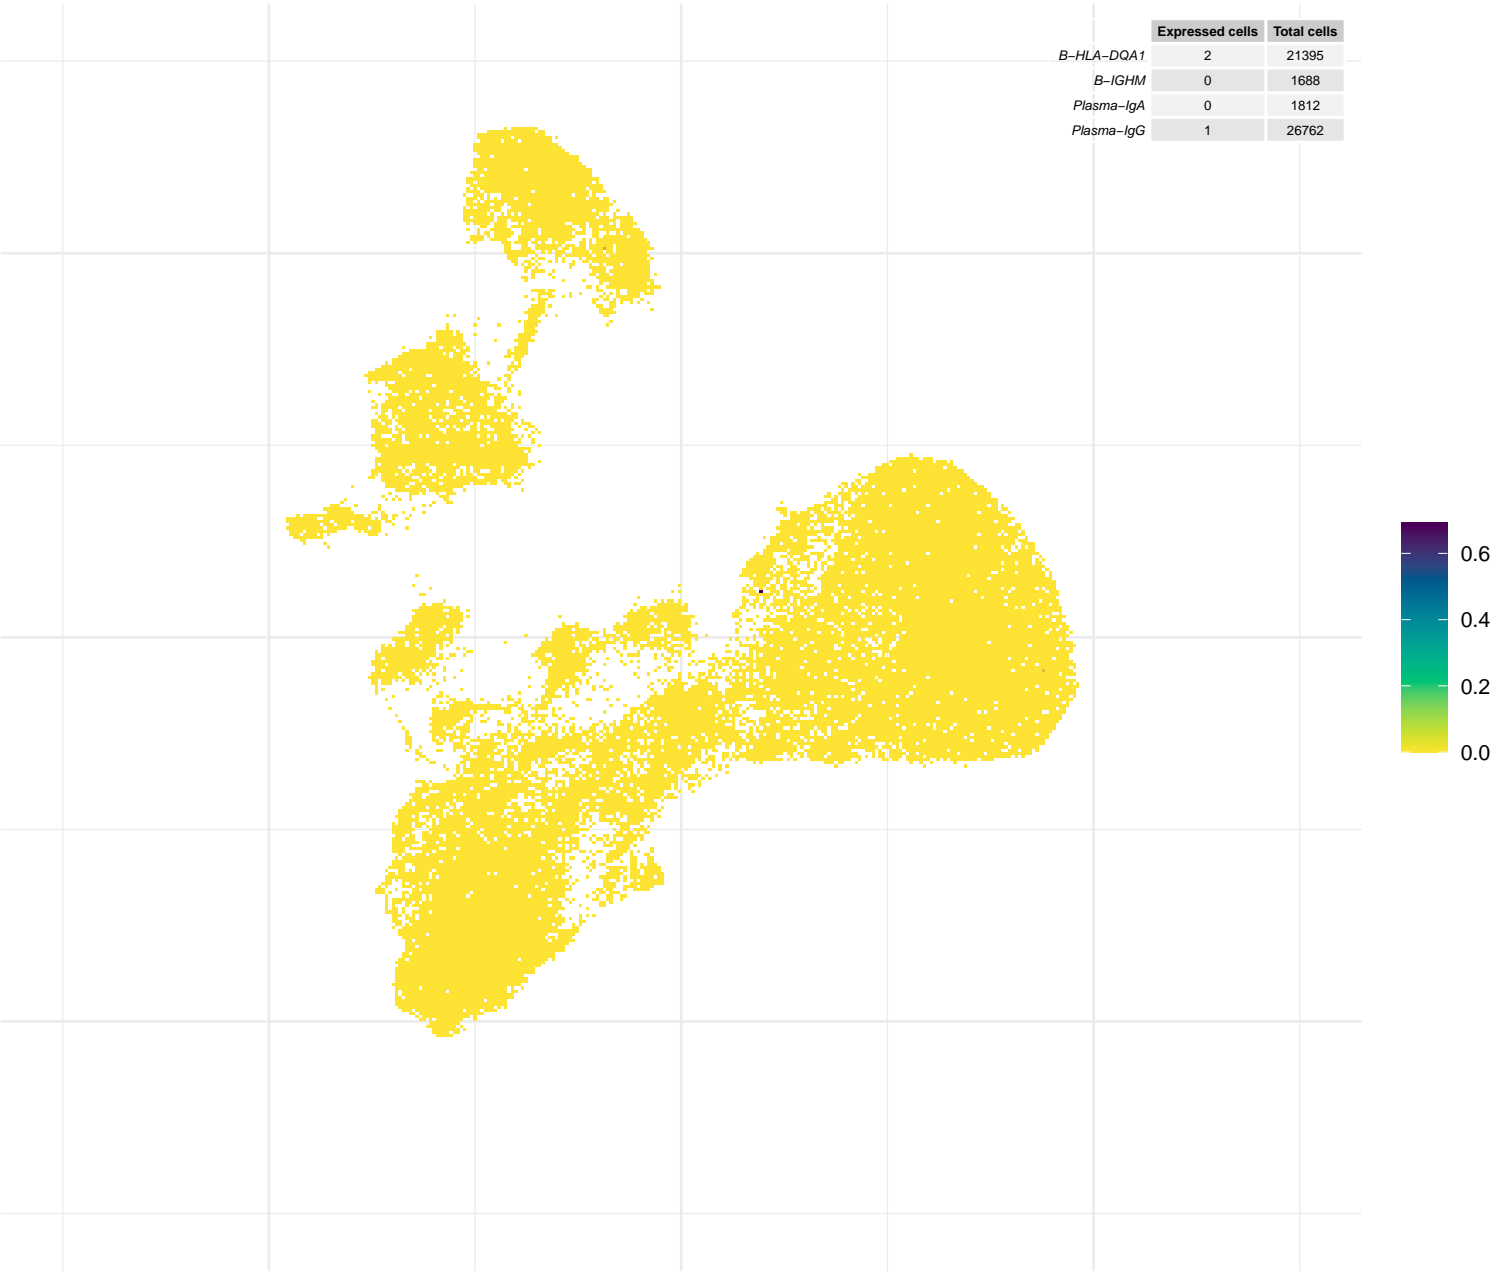 Expressed cells Total cells
B−HLA−DQA1 2 21395
B−IGHM 0 1688
Plasma−IgA 0 1812
Plasma−IgG 1 26762
0.6
0.4
0.2
0.0